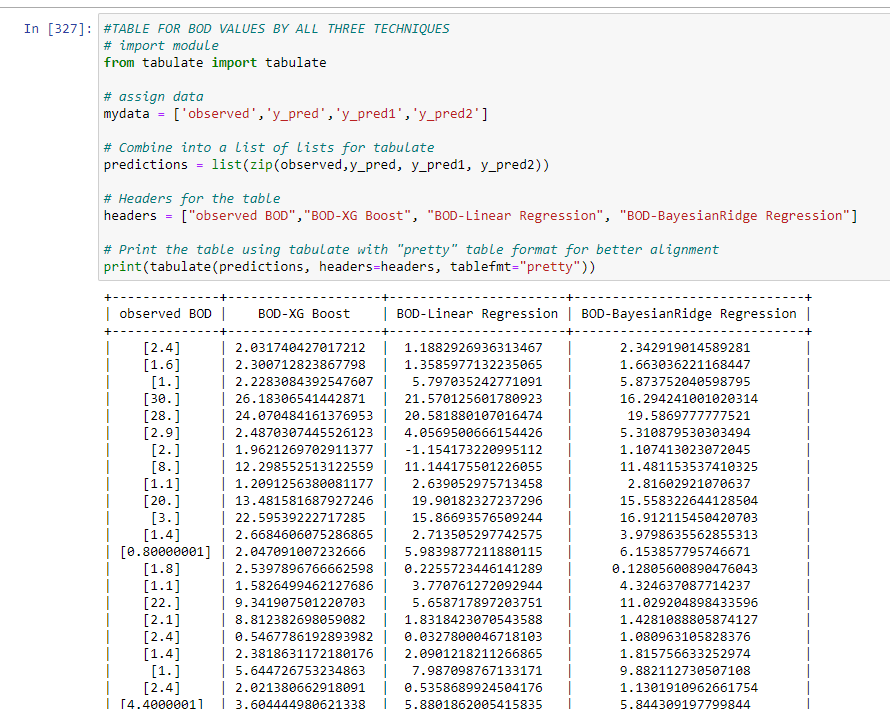 In [327]: #TABLE FOR BOD VALUES BY ALL THREE TECHNIQUES
# import module
from tabulate import tabulate
# assign data
mydata = ['observed','y_pred','y_pred1','y_pred2']
# Combine into a list of lists for tabulate
predictions = list(zip(observed,y_pred, y_pred1, y_pred2))
# Headers for the table
headers = ["observed BOD","BOD-XG Boost", "BOD-Linear Regression", "BOD-BayesianRidge Regression"]
# Print the table using tabulate with "pretty" table format for better alignment
print(tabulate(predictions, headers=headers, tablefmt="pretty"))
+--------------+--------------------+-----------------------+------------------------------+
| observed BOD | BOD-XG Boost | BOD-Linear Regression | BOD-BayesianRidge Regression |
+--------------+--------------------+-----------------------+------------------------------+
| [2.4] | 2.031740427017212 | 1.1882926936313467 | 2.342919014589281 |
| [1.6] | 2.300712823867798 | 1.3585977132235065 | 1.663036221168447 |
| [1.] | 2.2283084392547607 | 5.797035242771091 | 5.873752040598795 |
| [30.] | 26.18306541442871 | 21.570125601780923 | 16.294241001020314 |
| [28.] | 24.070484161376953 | 20.581880107016474 | 19.5869777777521 |
| [2.9] | 2.4870307445526123 | 4.0569500666154426 | 5.310879530303494 |
| [2.] | 1.9621269702911377 | -1.154173220995112 | 1.107413023072045 |
| [8.] | 12.298552513122559 | 11.144175501226055 | 11.481153537410325 |
| [1.1] | 1.2091256380081177 | 2.639052975713458 | 2.81602921070637 |
| [20.] | 13.481581687927246 | 19.90182327237296 | 15.558322644128504 |
| [3.] | 22.59539222717285 | 15.86693576509244 | 16.912115450420703 |
| [1.4] | 2.6684606075286865 | 2.713505297742575 | 3.9798635562855313 |
| [0.80000001] | 2.047091007232666 | 5.9839877211880115 | 6.153857795746671 |
| [1.8] | 2.5397896766662598 | 0.2255723446141289 | 0.12805600890476043 |
| [1.1] | 1.5826499462127686 | 3.770761272092944 | 4.324637087714237 |
| [22.] | 9.341907501220703 | 5.658717897203751 | 11.029204898433596 |
| [2.1] | 8.812382698059082 | 1.8318423070543588 | 1.4281088805874127 |
| [2.4] | 0.5467786192893982 | 0.0327800046718103 | 1.080963105828376 |
| [1.4] | 2.3818631172180176 | 2.0901218211266865 | 1.815756633252974 |
| [1.] | 5.644726753234863 | 7.987098767133171 | 9.882112730507108 |
| [2.4] | 2.021380662918091 | 0.5358689924504176 | 1.1301910962661754 |
| [4.4000001] | 3.604444980621338 | 5.8801862005415835 | 5.844309197799844 |